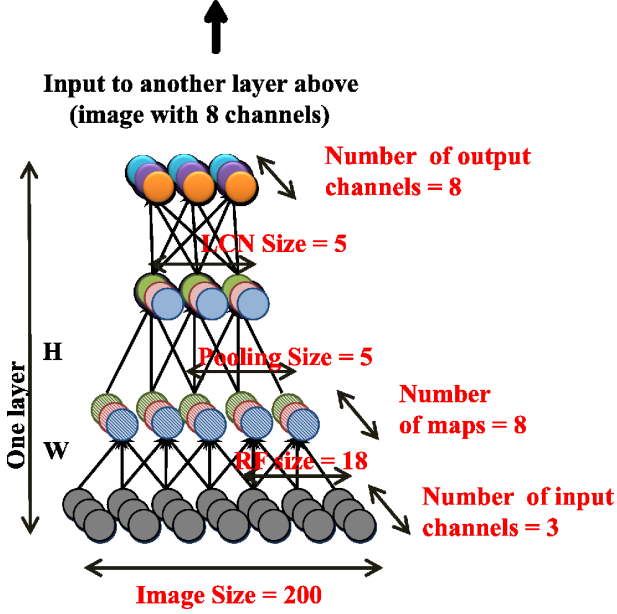 Input to another layer above
(image with 8 channels)
Number of output
channels = 8
LCN Size = 5
H
Pooling Size = 5
Number
of maps = 8
One layer
W
RF size = 18
Number of input
channels = 3
Image Size = 200